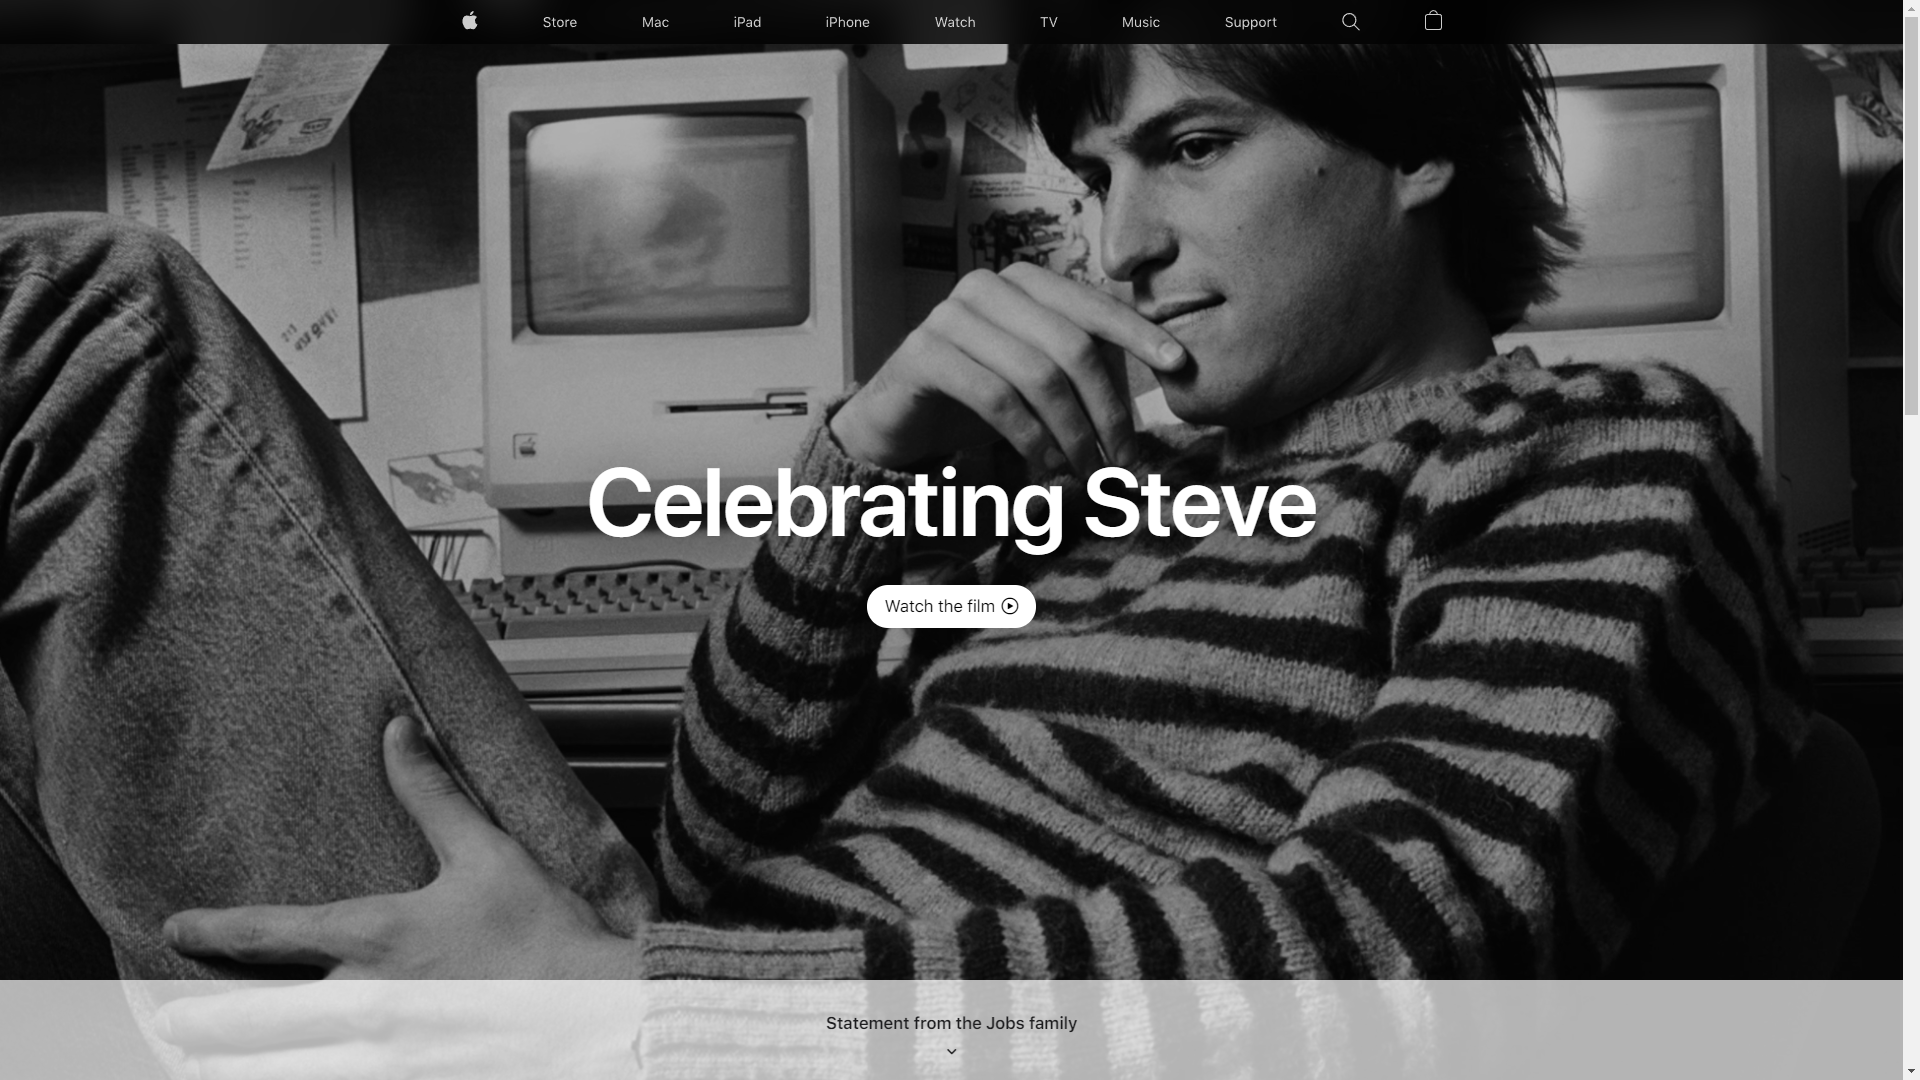 Store
Mac
iPad
iPhone
Watch
TV
Music
Support
Celebrating Steve
Watch the film
Statement from the Jobs family